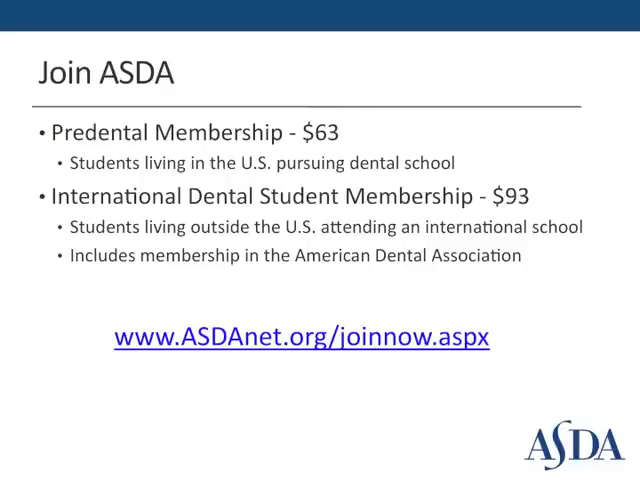 Join ASDA
• Predental Membership - $63
• Students living in the U.S. pursuing dental school
• International Dental Student Membership - $93
• Students living outside the U.S. attending an international school
• Includes membership in the American Dental Association
www.ASDAnet.org/joinnow.aspx
ASDA